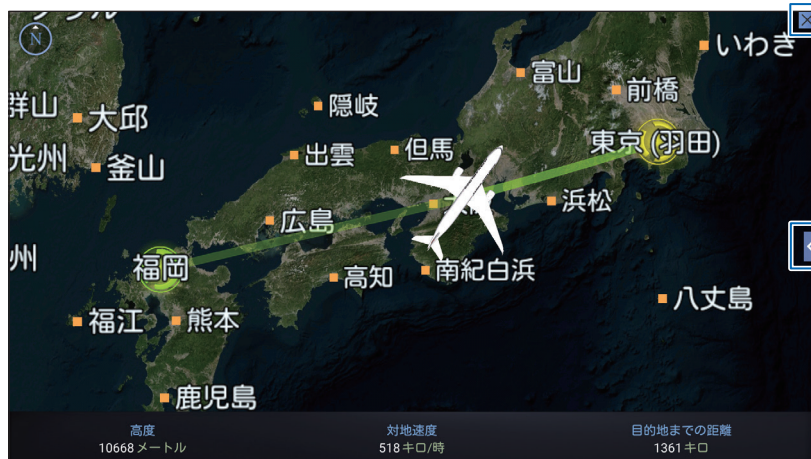 N
いわき
富山
前橋
群山
大邱
隠岐
東京 (羽田)
光州
釜山
出雲
但馬
浜松
広島
州
福岡
高知
南紀白浜
八丈島
福江
熊本
鹿児島
高度
対地速度
目的地までの距離
10668 メートル
518 キロ/時
1361 キロ